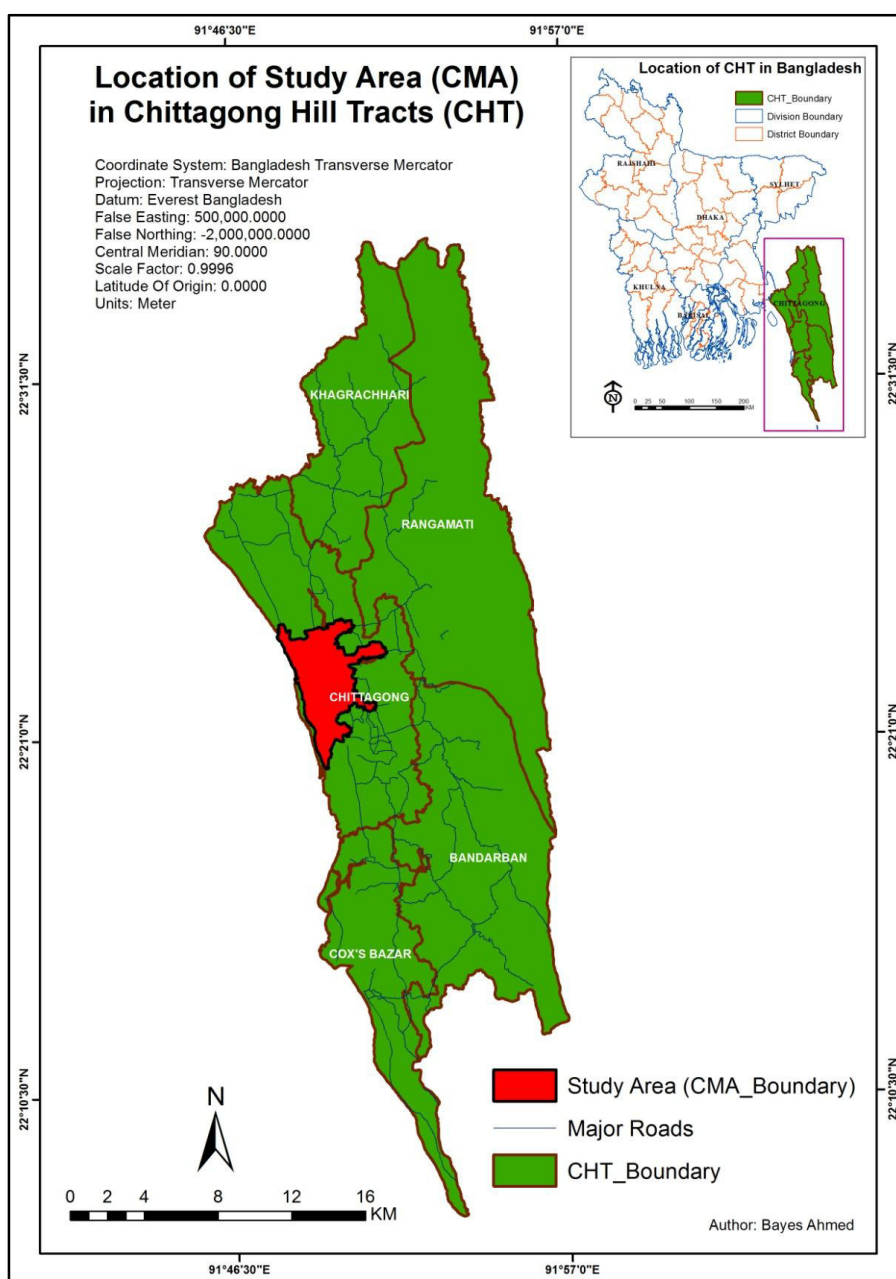 91°46'30"E
91°57'0"E
Location of Study Area (CMA)
in Chittagong Hill Tracts (CHT)
Coordinate System: Bangladesh Transverse Mercator
Projection: Transverse Mercator
Datum: Everest Bangladesh
False Easting: 500,000.0000
False Northing: -2,000,000.0000
Central Meridian: 90.0000
Scale Factor: 0.9996
Latitude Of Origin: 0.0000
Units: Meter
Location of CHT in Bangladesh
CHT_Boundary
Division Boundary
District Boundary
RAJSHAHI
SYLHET
DHAKA
KHULNA
BARISAL
CHITTAGONG
N
0 25 50 100 150 200
KM
22°31'30"N
22°31'30"N
KHAGRACHHARI
RANGAMATI
CHITTAGONG
22°21'0"N
22°21'0"N
BANDARBAN
COX'S BAZAR
22°10'30"N
22°10'30"N
N
0 2 4 8 12 16
KM
Study Area (CMA_Boundary)
Major Roads
CHT_Boundary
Author: Bayes Ahmed
91°46'30"E
91°57'0"E